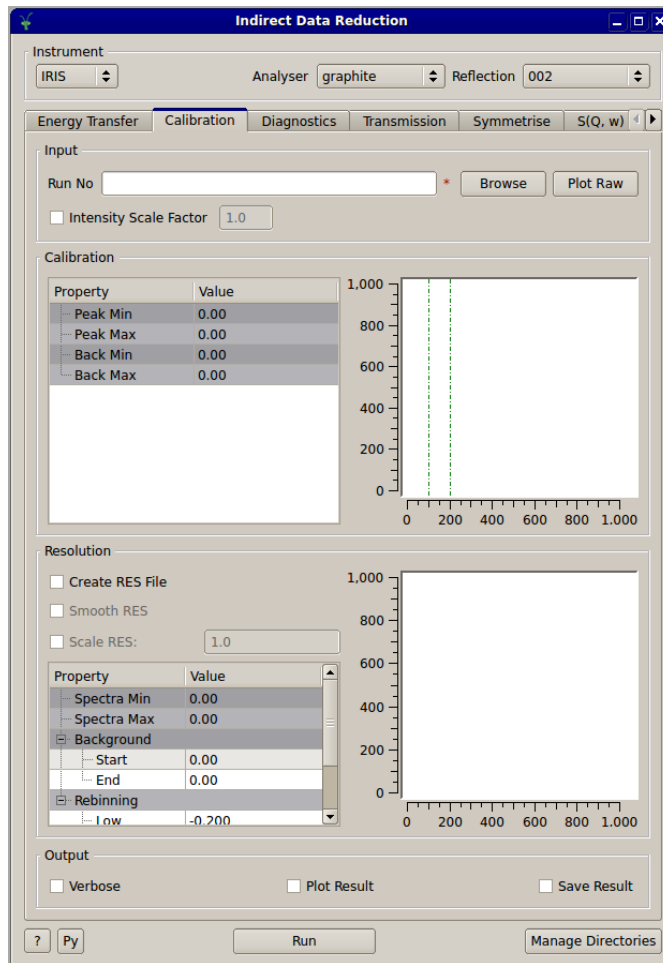 Indirect Data Reduction
Instrument
IRIS Analyser graphite Reflection 002
Energy Transfer Calibration Diagnostics Transmission Symmetrise S(Q, w)
Input
Run No * Browse Plot Raw
Intensity Scale Factor 1.0
Calibration
Property Value
Peak Min 0.00
Peak Max 0.00
Back Min 0.00
Back Max 0.00
1,000
800
600
400
200
0
0 200 400 600 800 1.000
Resolution
Create RES File
Smooth RES
Scale RES: 1.0
Property Value
Spectra Min 0.00
Spectra Max 0.00
Background
Start 0.00
End 0.00
Rebinning
Low -0.200
1,000
800
600
400
200
0
0 200 400 600 800 1.000
Output
Verbose Plot Result Save Result
? Py Run Manage Directories